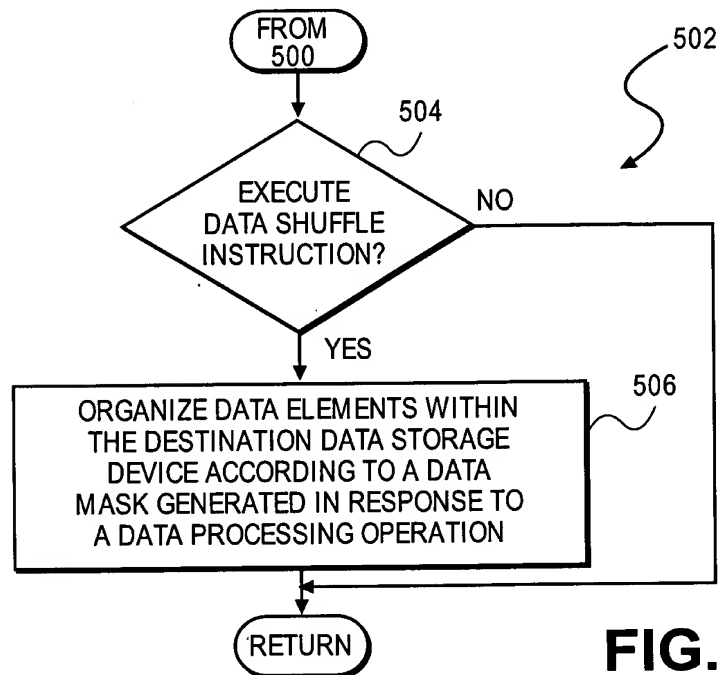 FROM
500
502
504
EXECUTE
DATA SHUFFLE
INSTRUCTION?
NO
YES
506
ORGANIZE DATA ELEMENTS WITHIN
THE DESTINATION DATA STORAGE
DEVICE ACCORDING TO A DATA
MASK GENERATED IN RESPONSE TO
A DATA PROCESSING OPERATION
RETURN
FIG.